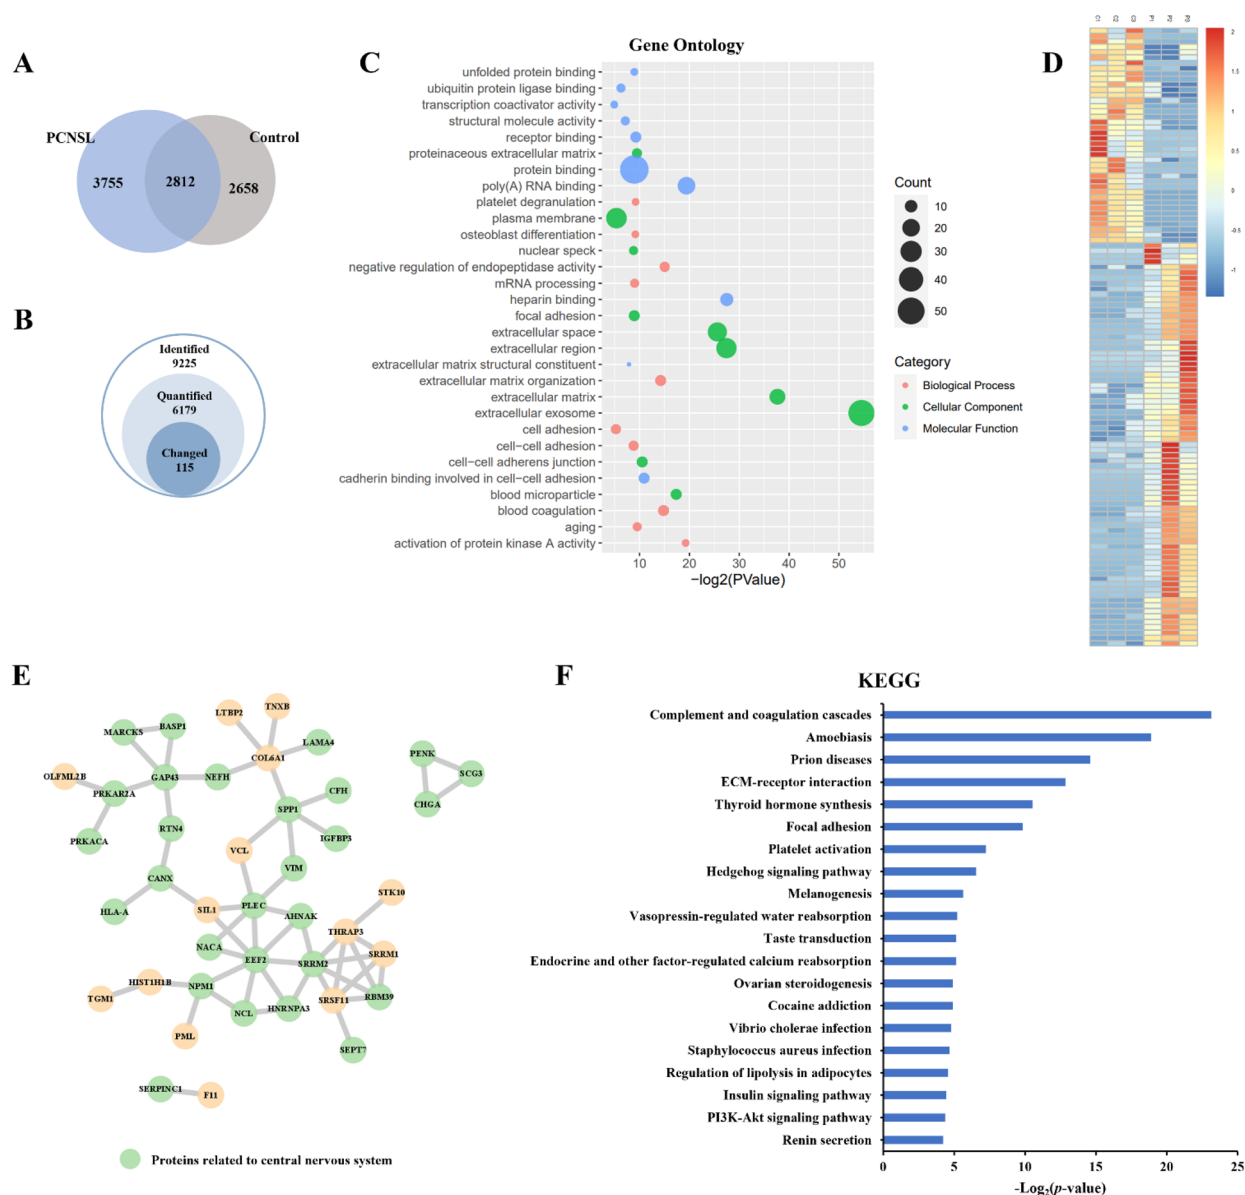 A
PCNSL
Control
3755
2812
2658
B
Identified
9225
Quantified
6179
Changed
115
C
Gene Ontology
unfolded protein binding
ubiquitin protein ligase binding
transcription coactivator activity
structural molecule activity
receptor binding
proteinaceous extracellular matrix
protein binding
poly(A) RNA binding
platelet degranulation
plasma membrane
osteoblast differentiation
nuclear speck
negative regulation of endopeptidase activity
mRNA processing
heparin binding
focal adhesion
extracellular space
extracellular region
extracellular matrix structural constituent
extracellular matrix organization
extracellular matrix
extracellular exosome
cell adhesion
cell−cell adhesion
cell−cell adherens junction
cadherin binding involved in cell−cell adhesion
blood microparticle
blood coagulation
aging
activation of protein kinase A activity
10 20 30 40 50
−log2(PValue)
Count
10
20
30
40
50
Category
Biological Process
Cellular Component
Molecular Function
D
C1 C2 C3 P1 P2 P3
2
1.5
1
0.5
0
-0.5
-1
E
LTBP2
TNXB
MARCKS
BASP1
LAMA4
COL6A1
PENK
SCG3
CHGA
OLFML2B
GAP43
NEFH
PRKAR2A
CFH
SPP1
RTN4
IGFBP3
PRKACA
VCL
VIM
CANX
STK10
HLA-A
SIL1
PLEC
AHNAK
THRAP3
NACA
EEF2
SRRM2
SRRM1
HIST1H1B
NPM1
TGM1
SRSF11
RBM39
NCL
HNRNPA3
PML
SEPT7
SERPINC1
F11
Proteins related to central nervous system
F
KEGG
Complement and coagulation cascades
Amoebiasis
Prion diseases
ECM-receptor interaction
Thyroid hormone synthesis
Focal adhesion
Platelet activation
Hedgehog signaling pathway
Melanogenesis
Vasopressin-regulated water reabsorption
Taste transduction
Endocrine and other factor-regulated calcium reabsorption
Ovarian steroidogenesis
Cocaine addiction
Vibrio cholerae infection
Staphylococcus aureus infection
Regulation of lipolysis in adipocytes
Insulin signaling pathway
PI3K-Akt signaling pathway
Renin secretion
0 5 10 15 20 25
-Log2(p-value)